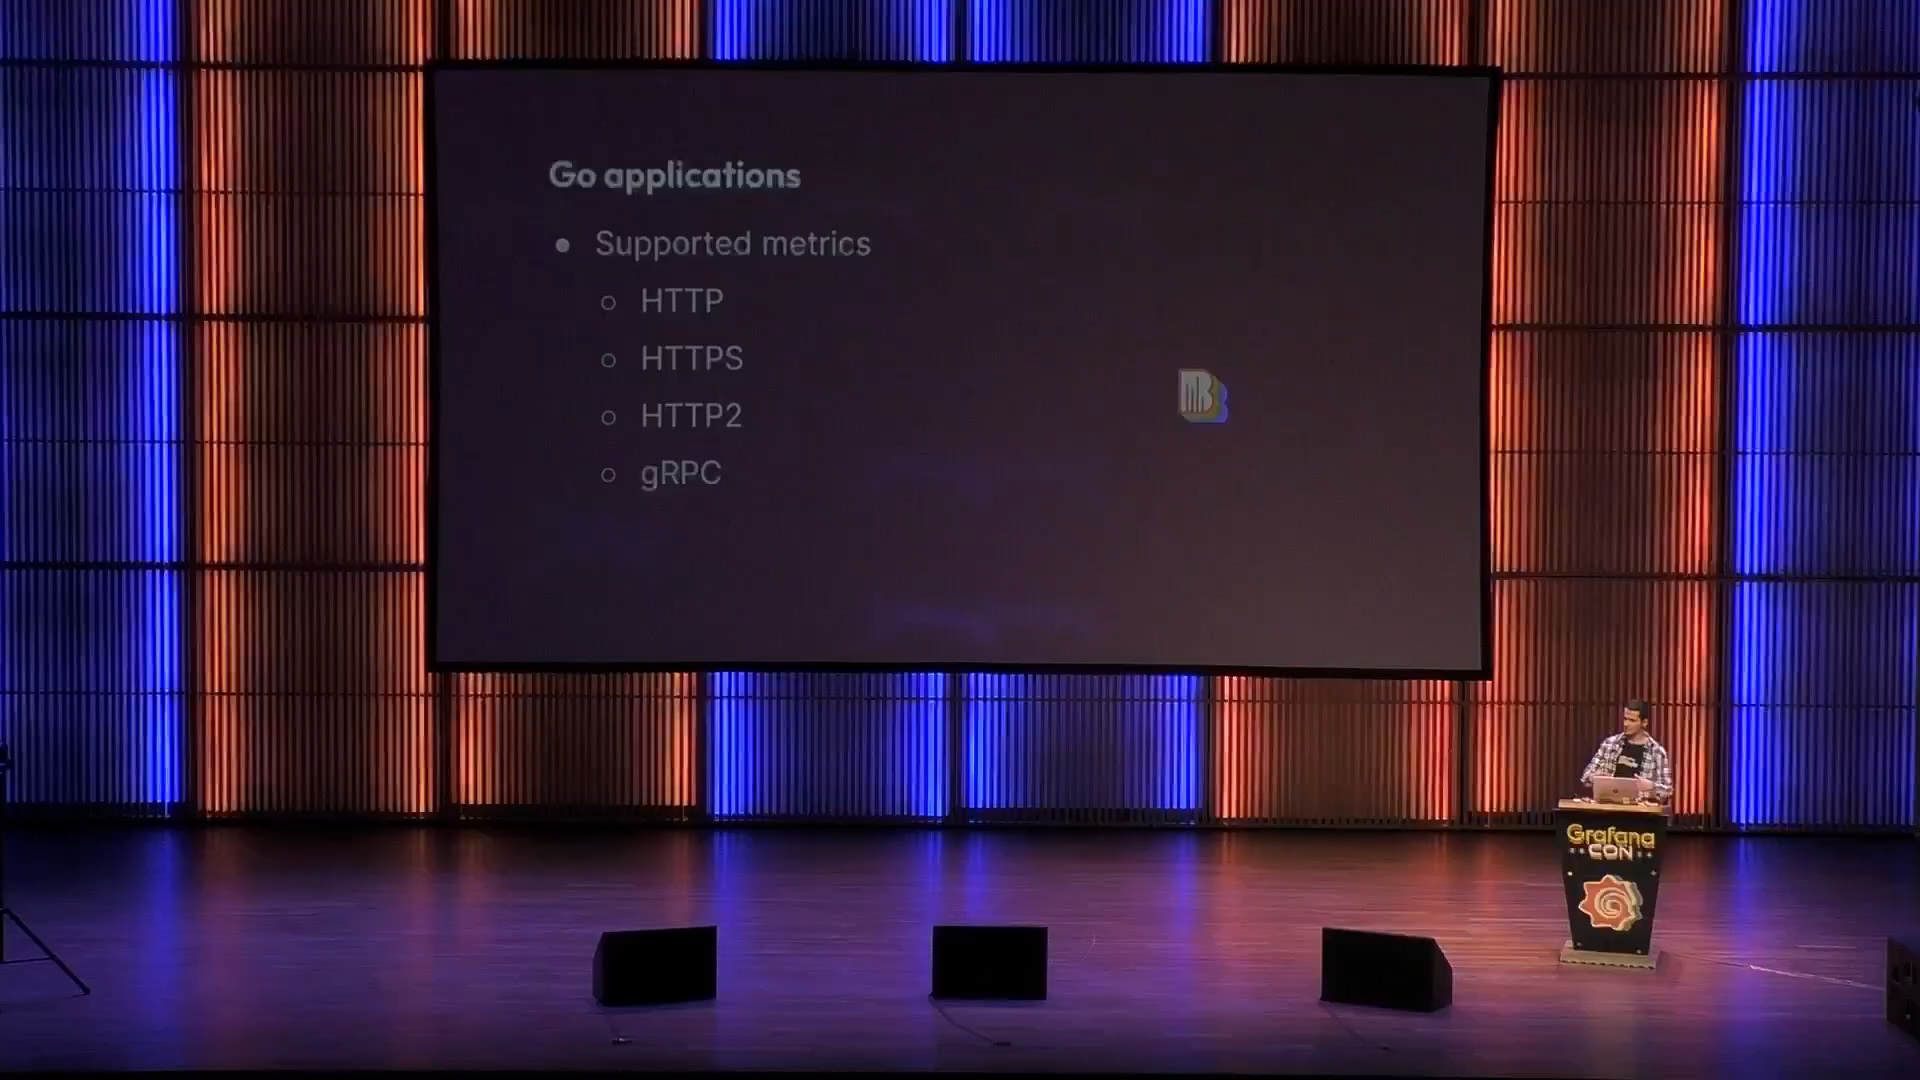 Go applications
Supported metrics
HTTP
HTTPS
HTTP2
gRPC
Grafana
CON